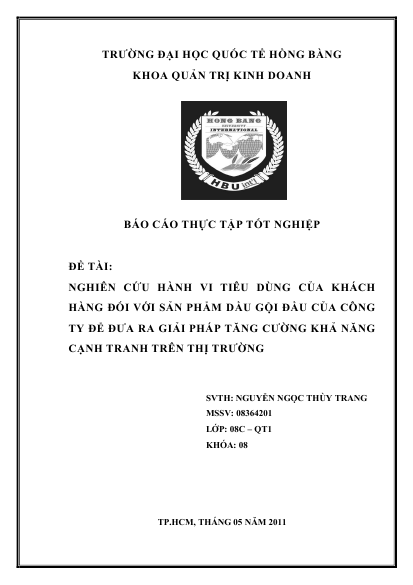 TRƯỜNG ĐẠI HỌC QUỐC TẾ HỒNG BÀNG
KHOA QUẢN TRỊ KINH DOANH
HONG BANG
UNIVERSITY
INTERNATIONAL
HBU
BÁO CÁO THỰC TẬP TỐT NGHIỆP
ĐỀ TÀI:
NGHIÊN CỨU HÀNH VI TIÊU DÙNG CỦA KHÁCH
HÀNG ĐỐI VỚI SẢN PHẨM DẦU GỘI ĐẦU CỦA CÔNG
TY ĐỂ ĐƯA RA GIẢI PHÁP TĂNG CƯỜNG KHẢ NĂNG
CẠNH TRANH TRÊN THỊ TRƯỜNG
SVTH: NGUYỄN NGỌC THÙY TRANG
MSSV: 08364201
LỚP: 08C – QT1
KHÓA: 08
TP.HCM, THÁNG 05 NĂM 2011